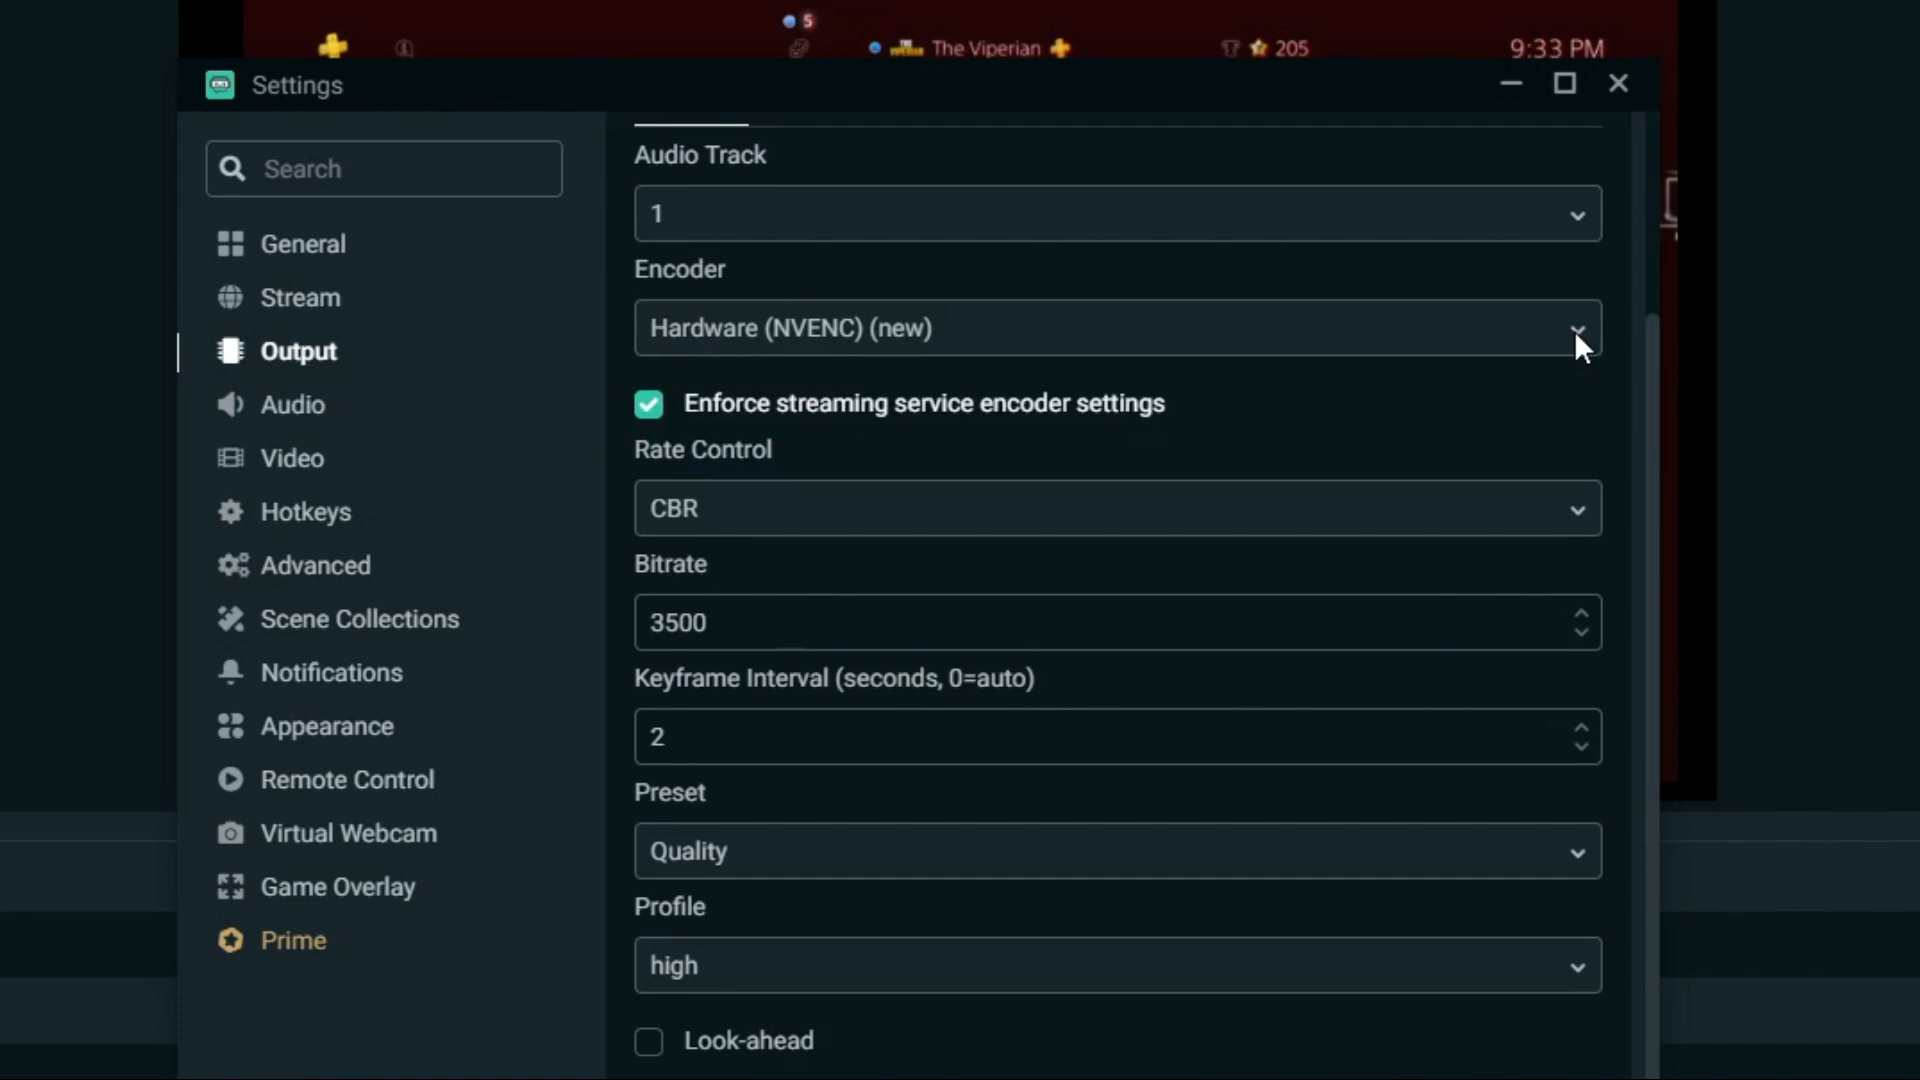 5
The Viperian
205
9:33 PM
Settings
Search
General
Stream
Output
Audio
Video
Hotkeys
Advanced
Scene Collections
Notifications
Appearance
Remote Control
Virtual Webcam
Game Overlay
Prime
Audio Track
1
Encoder
Hardware (NVENC) (new)
Enforce streaming service encoder settings
Rate Control
CBR
Bitrate
3500
Keyframe Interval (seconds, 0=auto)
2
Preset
Quality
Profile
high
Look-ahead